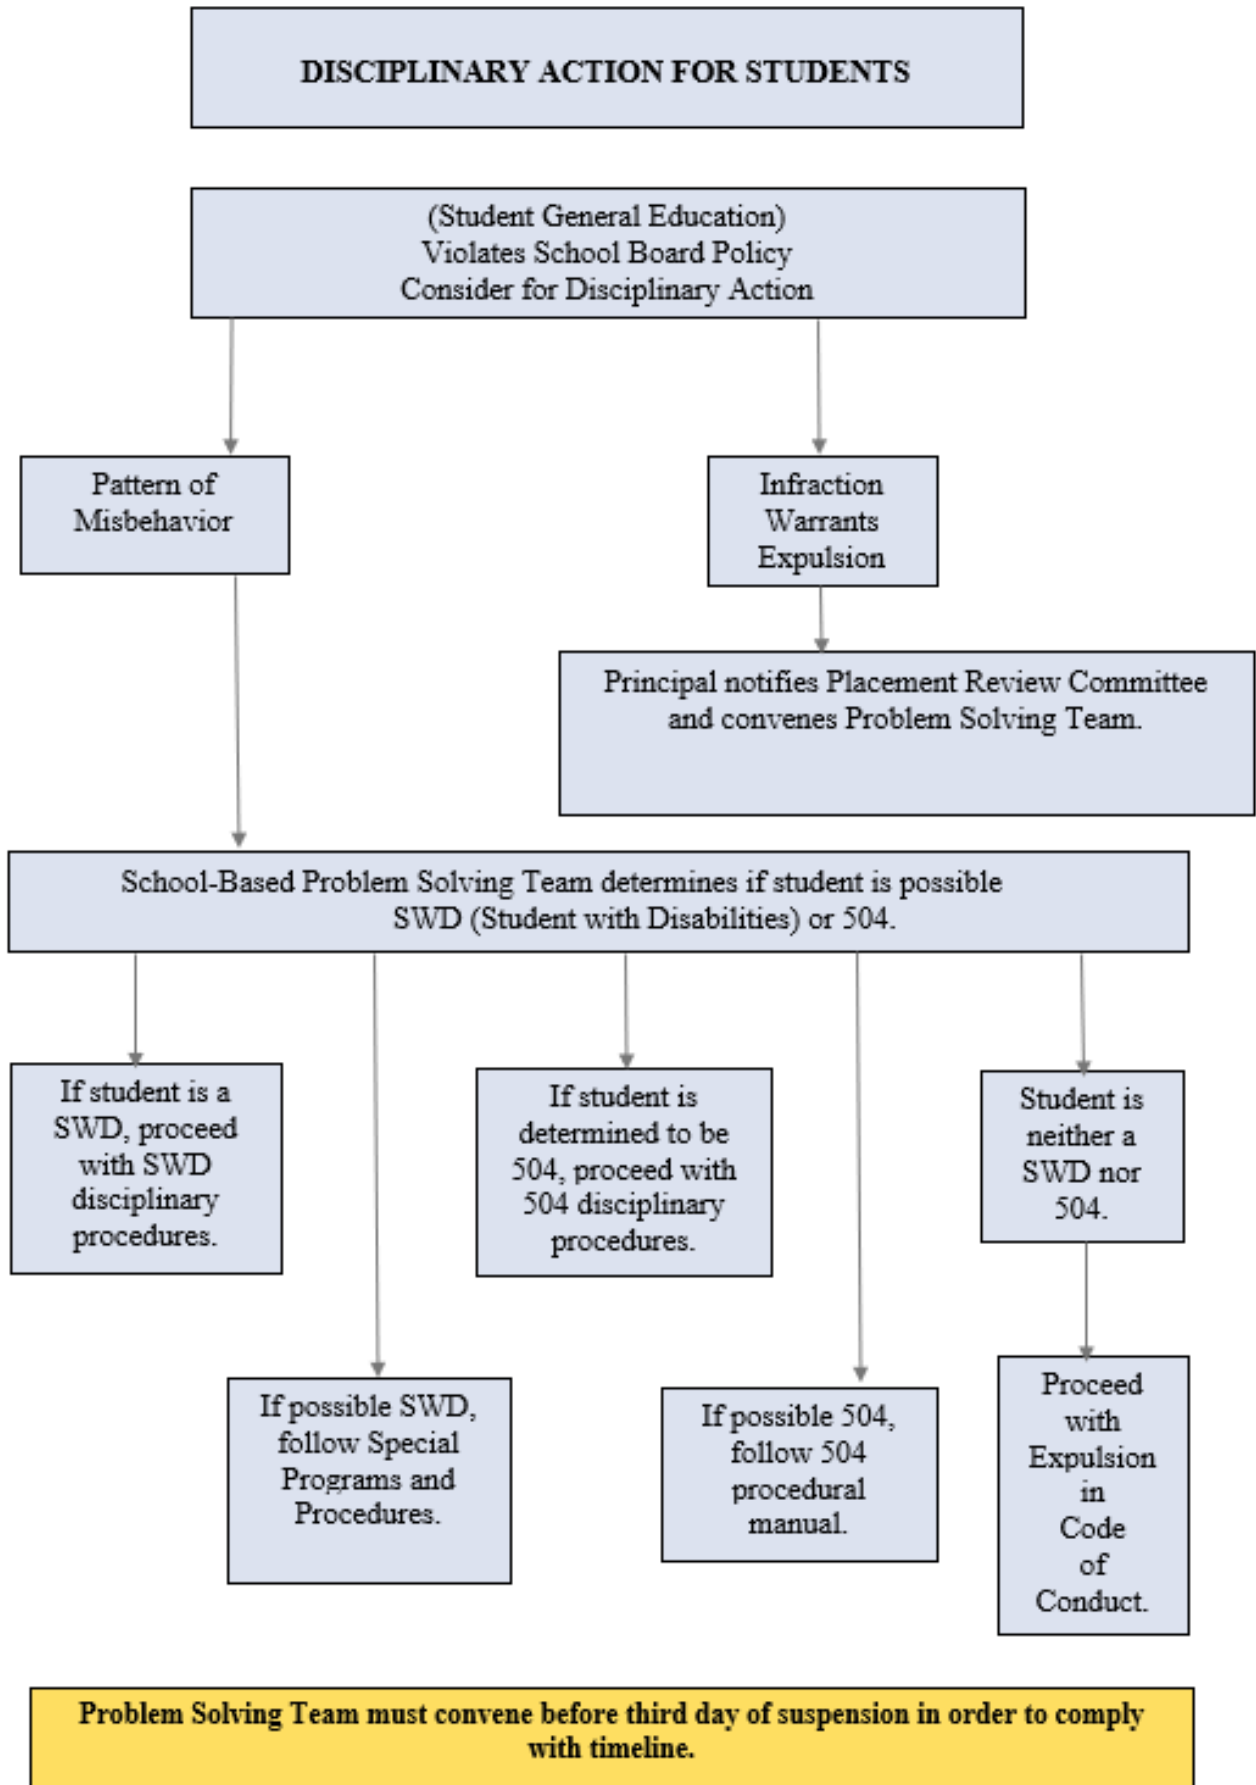 DISCIPLINARY ACTION FOR STUDENTS
(Student General Education)
Violates School Board Policy
Consider for Disciplinary Action
Pattern of
Misbehavior
Infraction
Warrants
Expulsion
Principal notifies Placement Review Committee
and convenes Problem Solving Team.
School-Based Problem Solving Team determines if student is possible
SWD (Student with Disabilities) or 504.
If student is a
SWD, proceed
with SWD
disciplinary
procedures.
If student is
determined to be
504, proceed with
504 disciplinary
procedures.
Student is
neither a
SWD nor
504.
If possible SWD,
follow Special
Programs and
Procedures.
If possible 504,
follow 504
procedural
manual.
Proceed
with
Expulsion
in
Code
of
Conduct.
Problem Solving Team must convene before third day of suspension in order to comply
with timeline.